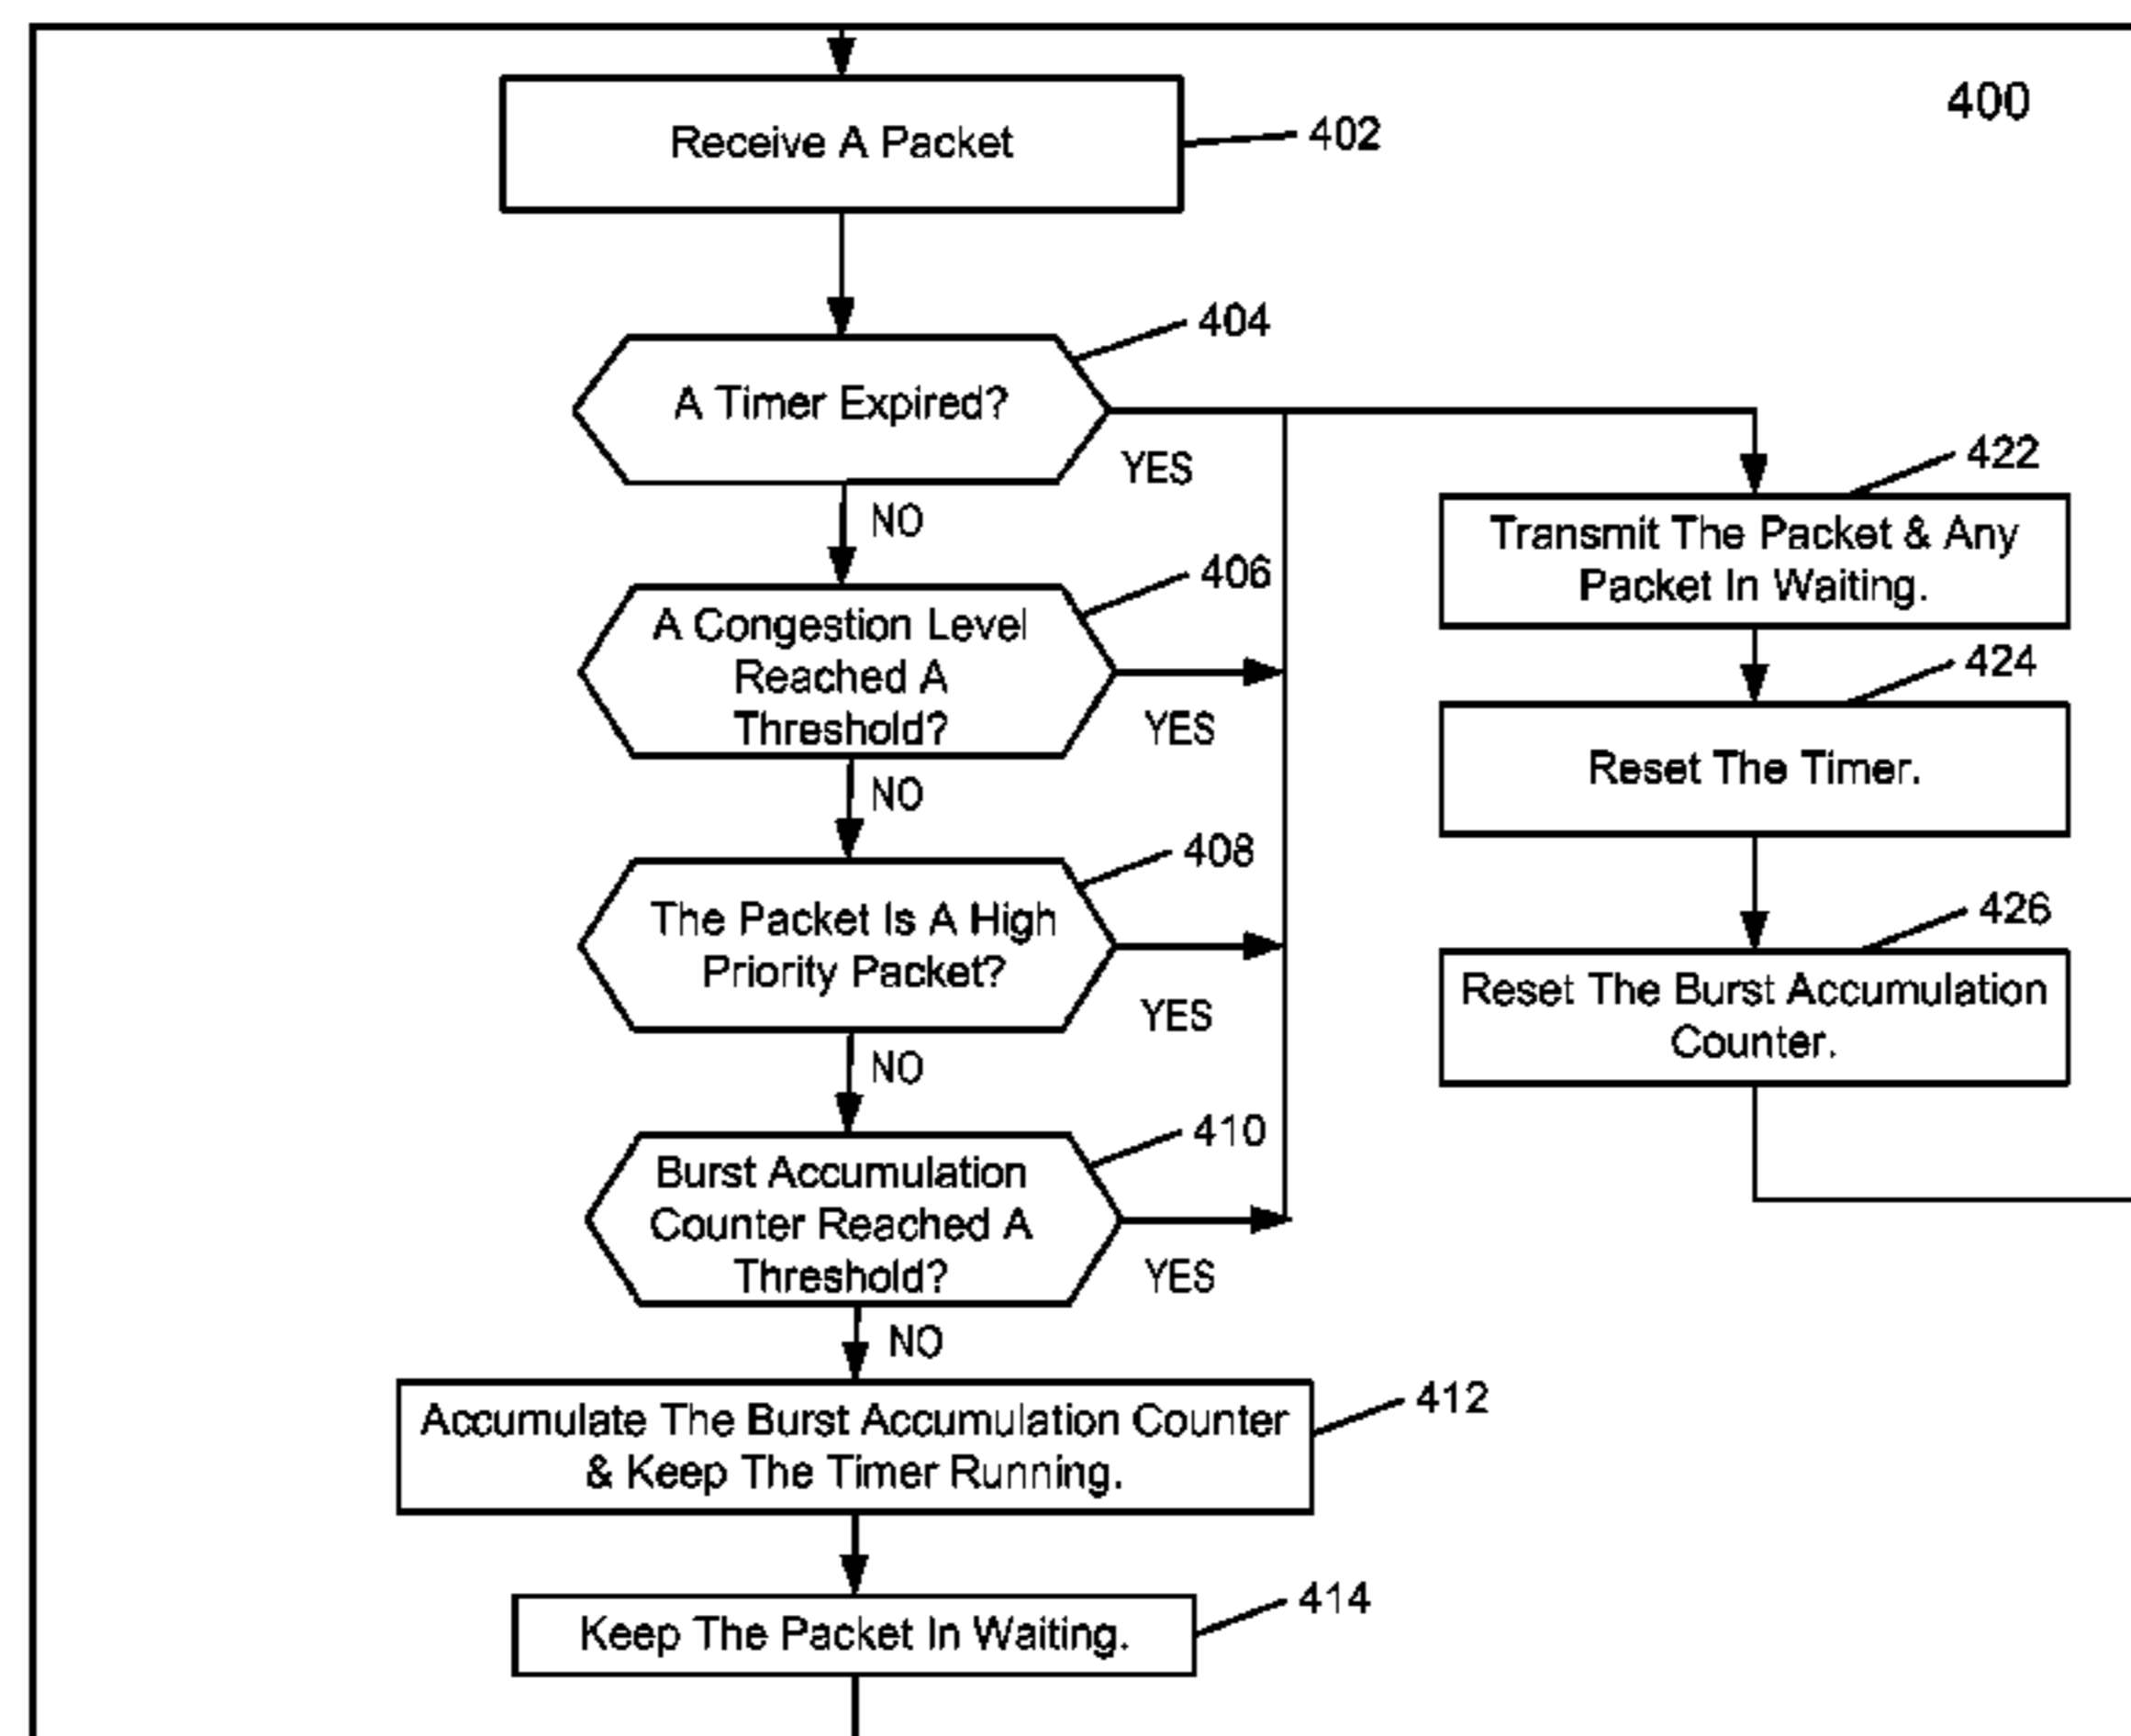 400
Receive A Packet
402
A Timer Expired?
404
YES
NO
A Congestion Level
Reached A
Threshold?
406
YES
NO
The Packet Is A High
Priority Packet?
408
YES
NO
Burst Accumulation
Counter Reached A
Threshold?
410
YES
NO
Accumulate The Burst Accumulation Counter
& Keep The Timer Running.
412
Keep The Packet In Waiting.
414
422
Transmit The Packet & Any
Packet In Waiting.
424
Reset The Timer.
426
Reset The Burst Accumulation
Counter.